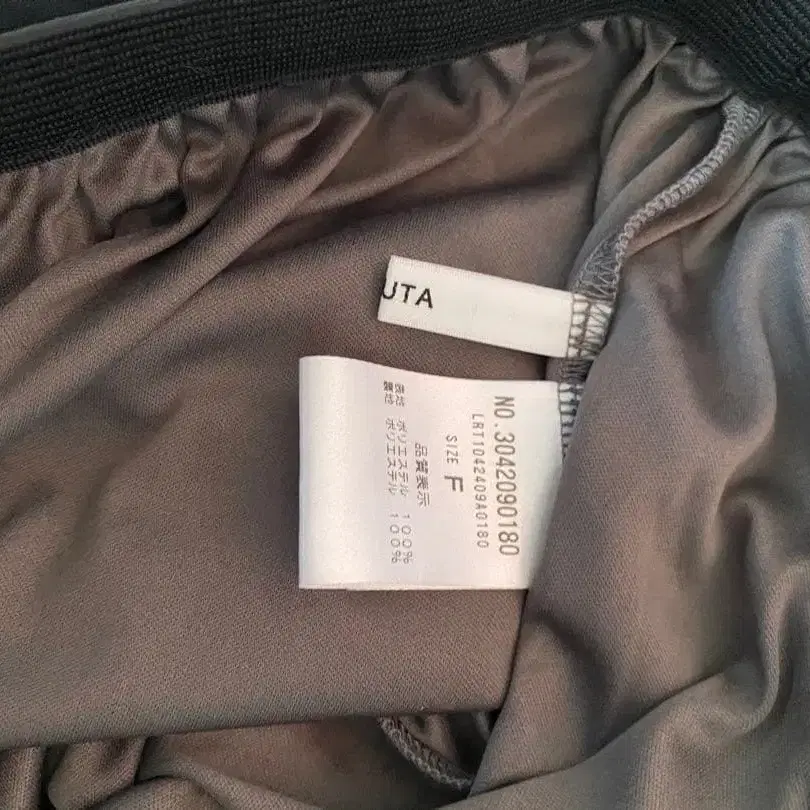 UTA
NO.3042090180
LRT1042409A0180
SIZE F
品質表示
表地 ポリエステル 100%
裏地 ポリエステル 100%